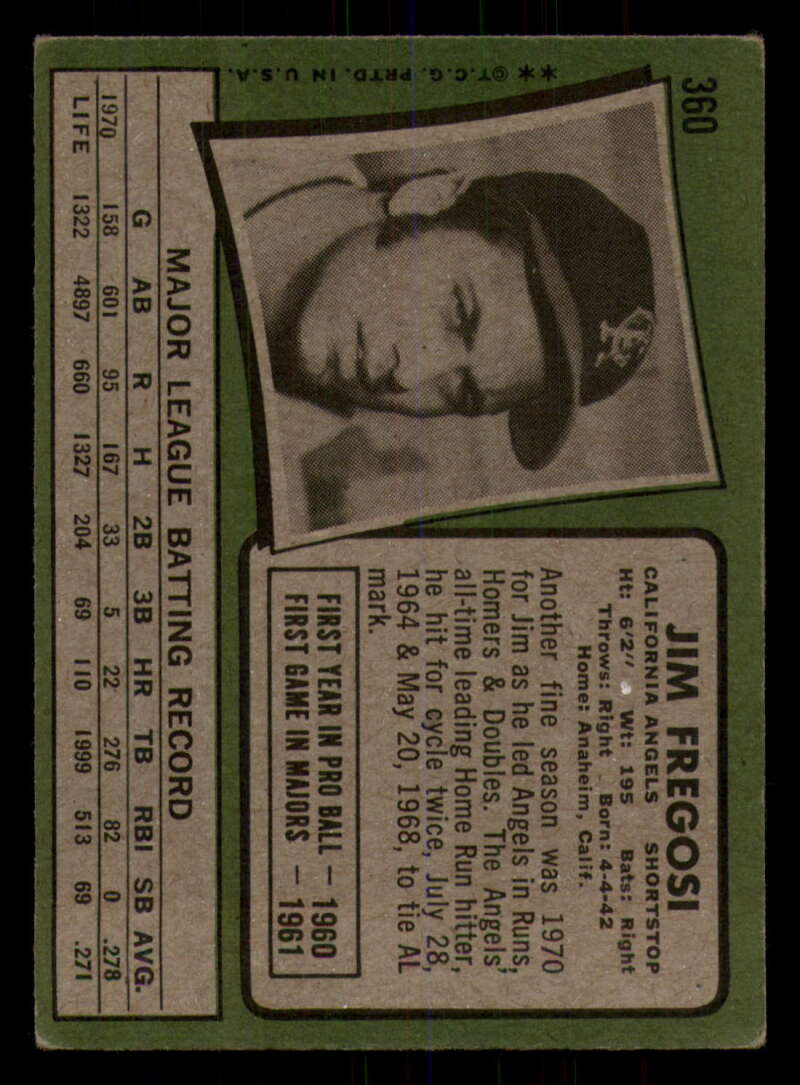 360
**©T.C.G. PRTD. IN U.S.A.
JIM FREGOSI
CALIFORNIA ANGELS SHORTSTOP
Ht: 6'2" Wt: 195 Bats: Right
Throws: Right Born: 4-4-42
Home: Anaheim, Calif.
Another fine season was 1970
for Jim as he led Angels in Runs,
Homers & Doubles. The Angels'
all-time leading Home Run hitter,
he hit for cycle twice, July 28,
1964 & May 20, 1968, to tie AL
mark.
FIRST YEAR IN PRO BALL — 1960
FIRST GAME IN MAJORS — 1961
MAJOR LEAGUE BATTING RECORD
G AB R H 2B 3B HR TB RBI SB AVG.
1970 158 601 95 167 33 5 22 276 82 0 .278
LIFE 1322 4897 660 1327 204 69 110 1999 513 69 .271